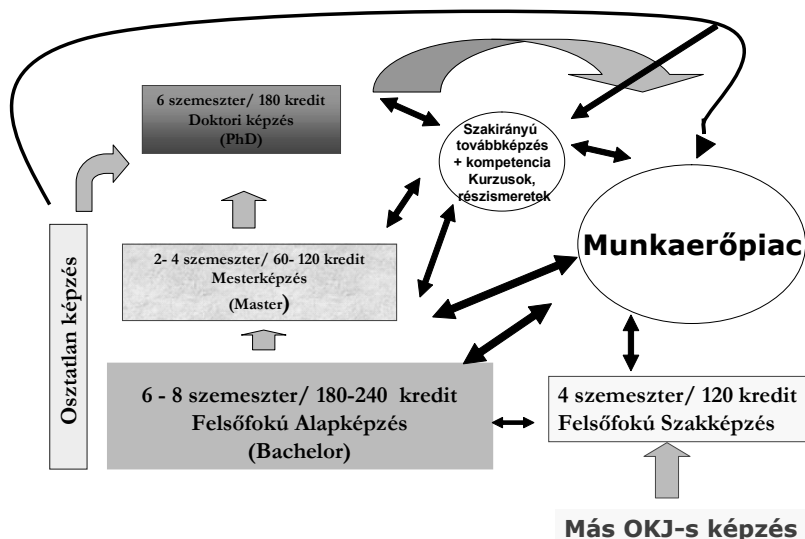 6 szemeszter/ 180 kredit
Doktori képzés
(PhD)
Szakirányú
továbbképzés
+ kompetencia
Kurzusok,
részismeretek
Munkaerőpiac
2- 4 szemeszter/ 60- 120 kredit
Mesterképzés
(Master)
Osztatlan képzés
6 - 8 szemeszter/ 180-240 kredit
Felsőfokú Alapképzés
(Bachelor)
4 szemeszter/ 120 kredit
Felsőfokú Szakképzés
Más OKJ-s képzés